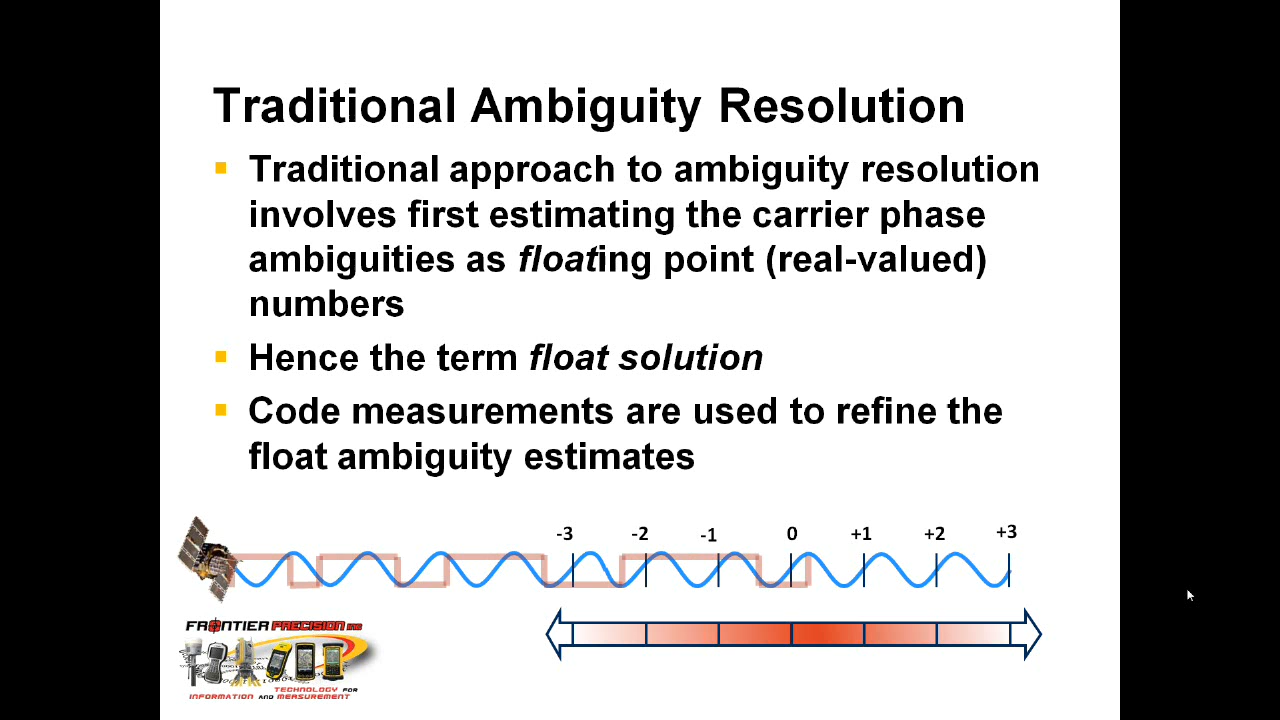 Traditional Ambiguity Resolution
Traditional approach to ambiguity resolution
involves first estimating the carrier phase
ambiguities as floating point (real-valued)
numbers
Hence the term float solution
Code measurements are used to refine the
float ambiguity estimates
-3 -2 -1 0 +1 +2 +3
FRONTIER PRECISION INC
TECHNOLOGY FOR
INFORMATION AND MEASUREMENT